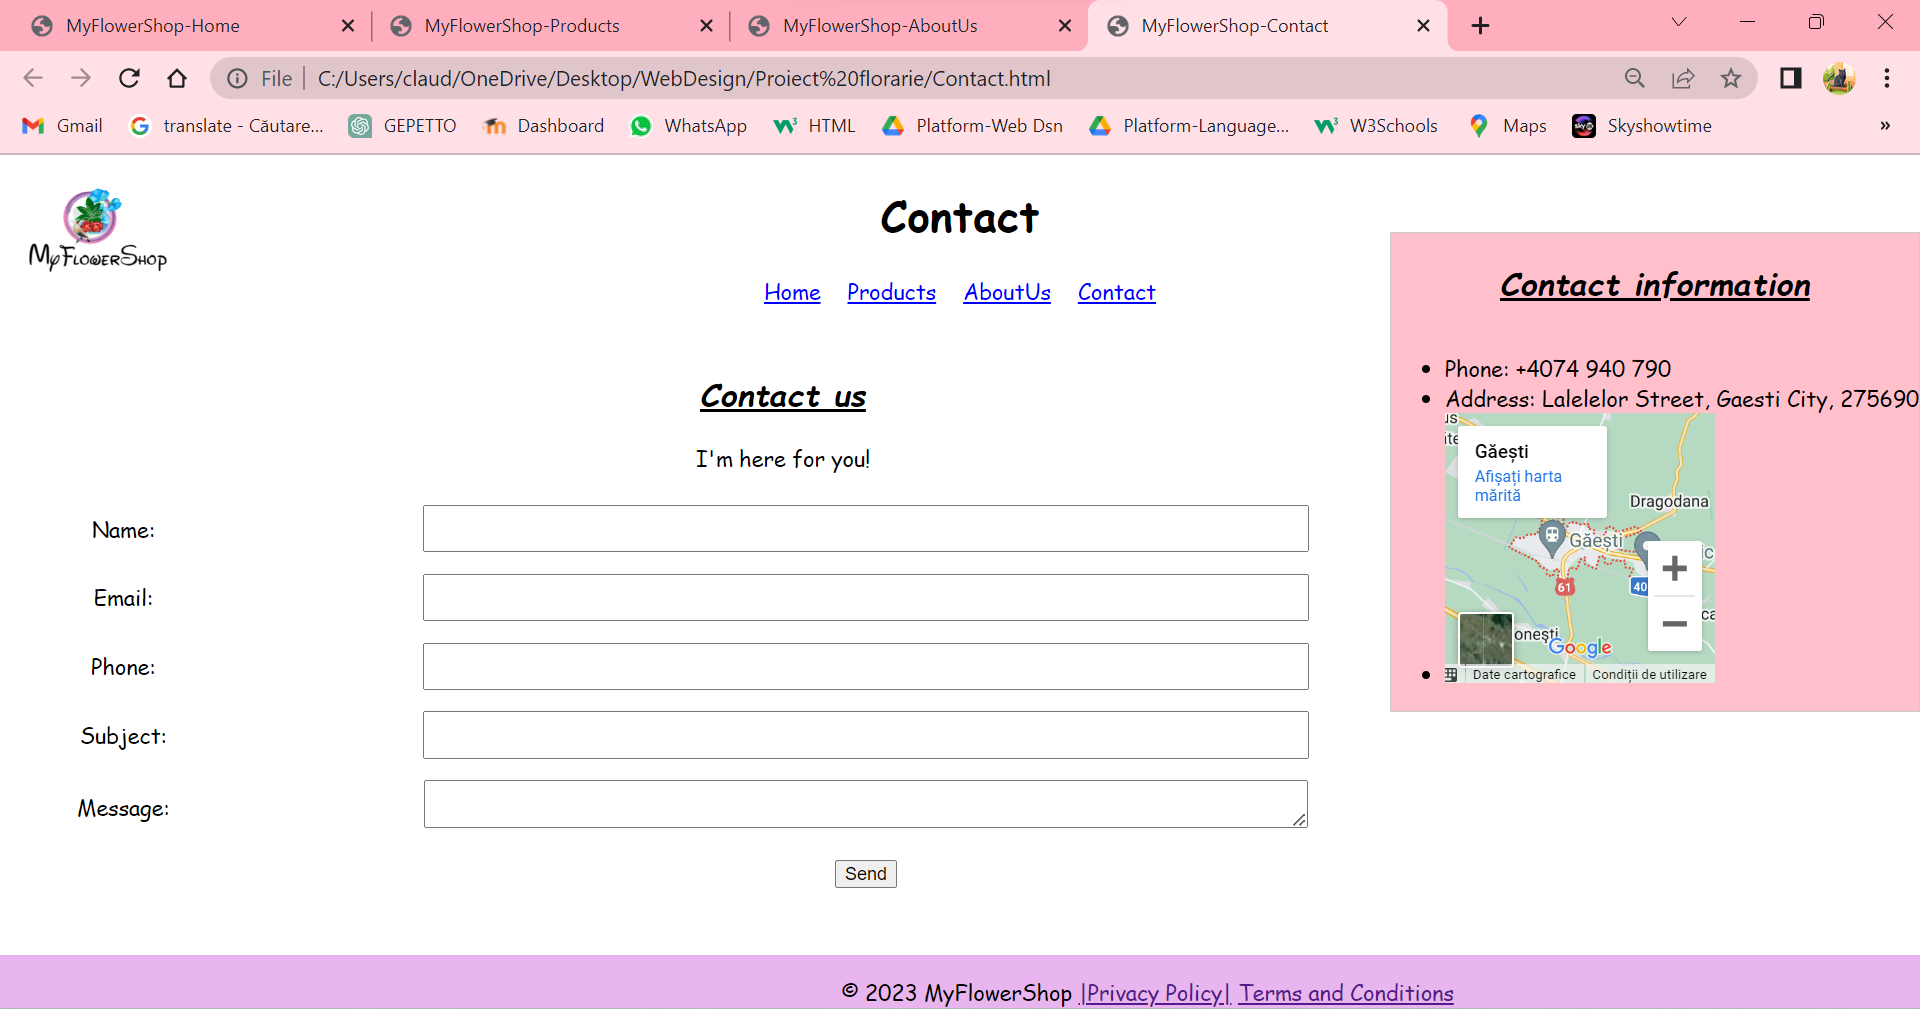 MyFlowerShop-Home
MyFlowerShop-Products
MyFlowerShop-AboutUs
MyFlowerShop-Contact
File
C:/Users/claud/OneDrive/Desktop/WebDesign/Proiect%20florarie/Contact.html
Gmail
translate - Căutare...
GEPETTO
Dashboard
WhatsApp
HTML
Platform-Web Dsn
Platform-Language...
W3Schools
Maps
Skyshowtime
»
MyFlowerShop
Contact
Home Products AboutUs Contact
Contact us
I'm here for you!
Name:
Email:
Phone:
Subject:
Message:
Send
Contact information
Phone: +4074 940 790
Address: Lalelelor Street, Gaesti City, 275690
Găești
Afișați harta
mărită
Dragodana
Găești
61
40
onești
Google
Date cartografice
Condiții de utilizare
© 2023 MyFlowerShop |Privacy Policy| Terms and Conditions